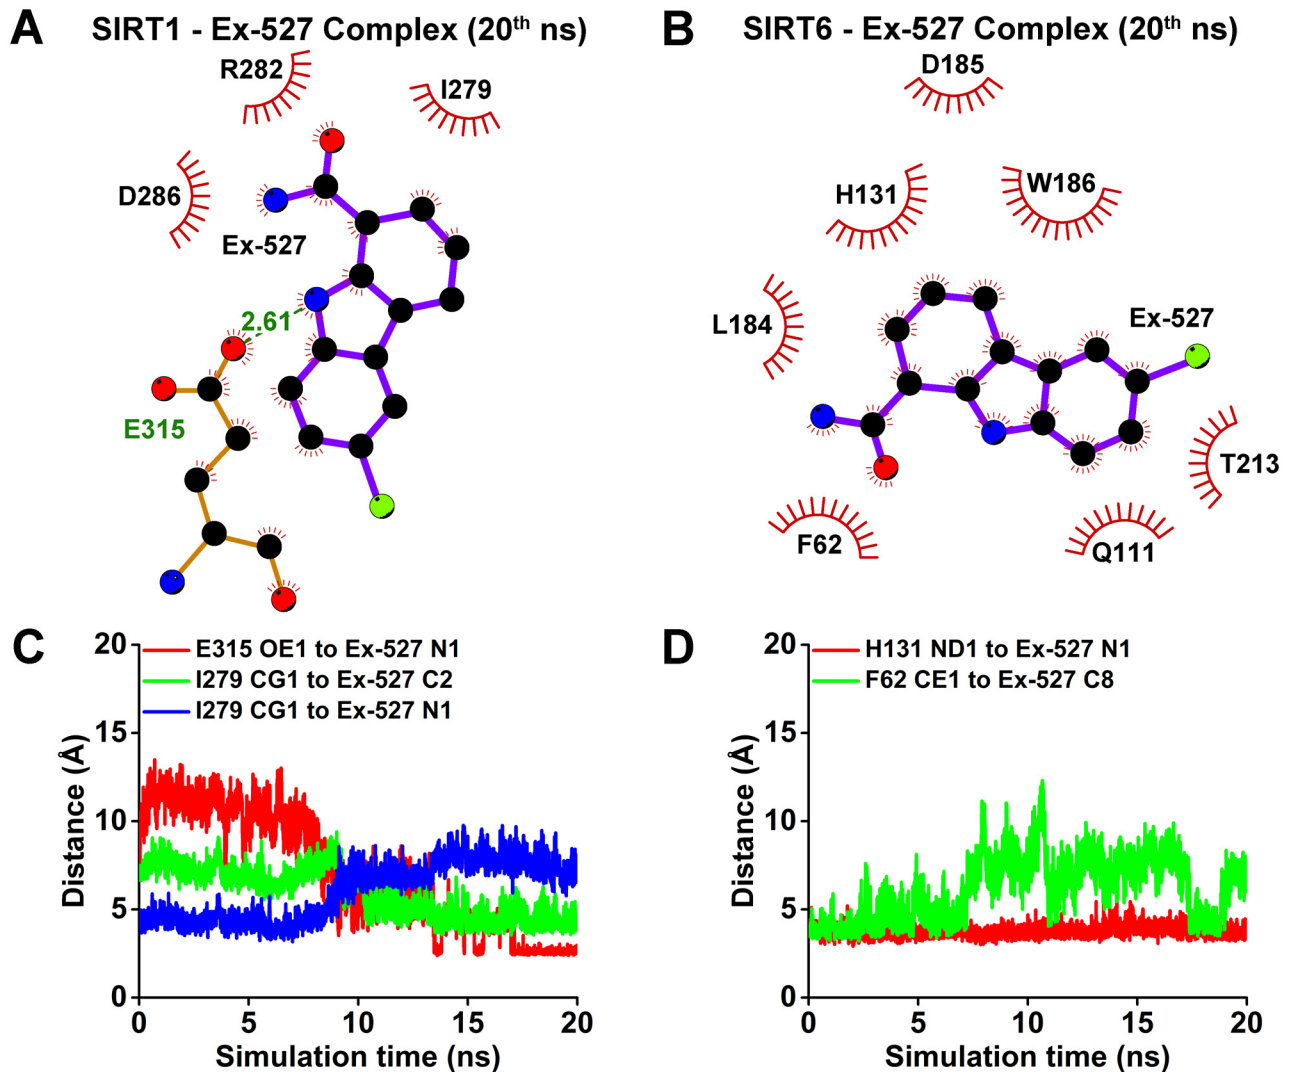 A SIRT1 - Ex-527 Complex (20th ns)
R282
I279
D286
Ex-527
2.61
E315
B SIRT6 - Ex-527 Complex (20th ns)
D185
H131
W186
L184
Ex-527
T213
F62
Q111
C
E315 OE1 to Ex-527 N1
I279 CG1 to Ex-527 C2
I279 CG1 to Ex-527 N1
Distance (Å)
20
15
10
5
0
0 5 10 15 20
Simulation time (ns)
D
H131 ND1 to Ex-527 N1
F62 CE1 to Ex-527 C8
Distance (Å)
20
15
10
5
0
0 5 10 15 20
Simulation time (ns)